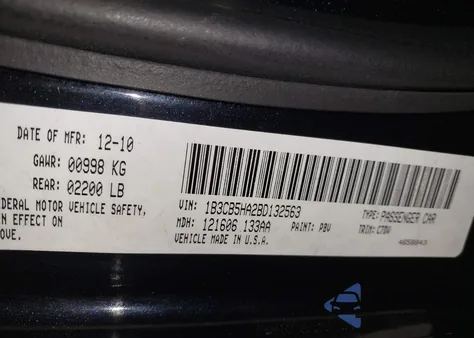 DATE OF MFR: 12-10
GAWR: 00998 KG
REAR: 02200 LB
DERAL MOTOR VEHICLE SAFETY,
N EFFECT ON
OVE.
VIN: 1B3CB5HA2BD132563
TYPE: PASSENGER CAR
MDH: 121606 133AA
PAINT: PBV
TRIM: C7DV
VEHICLE MADE IN U.S.A.